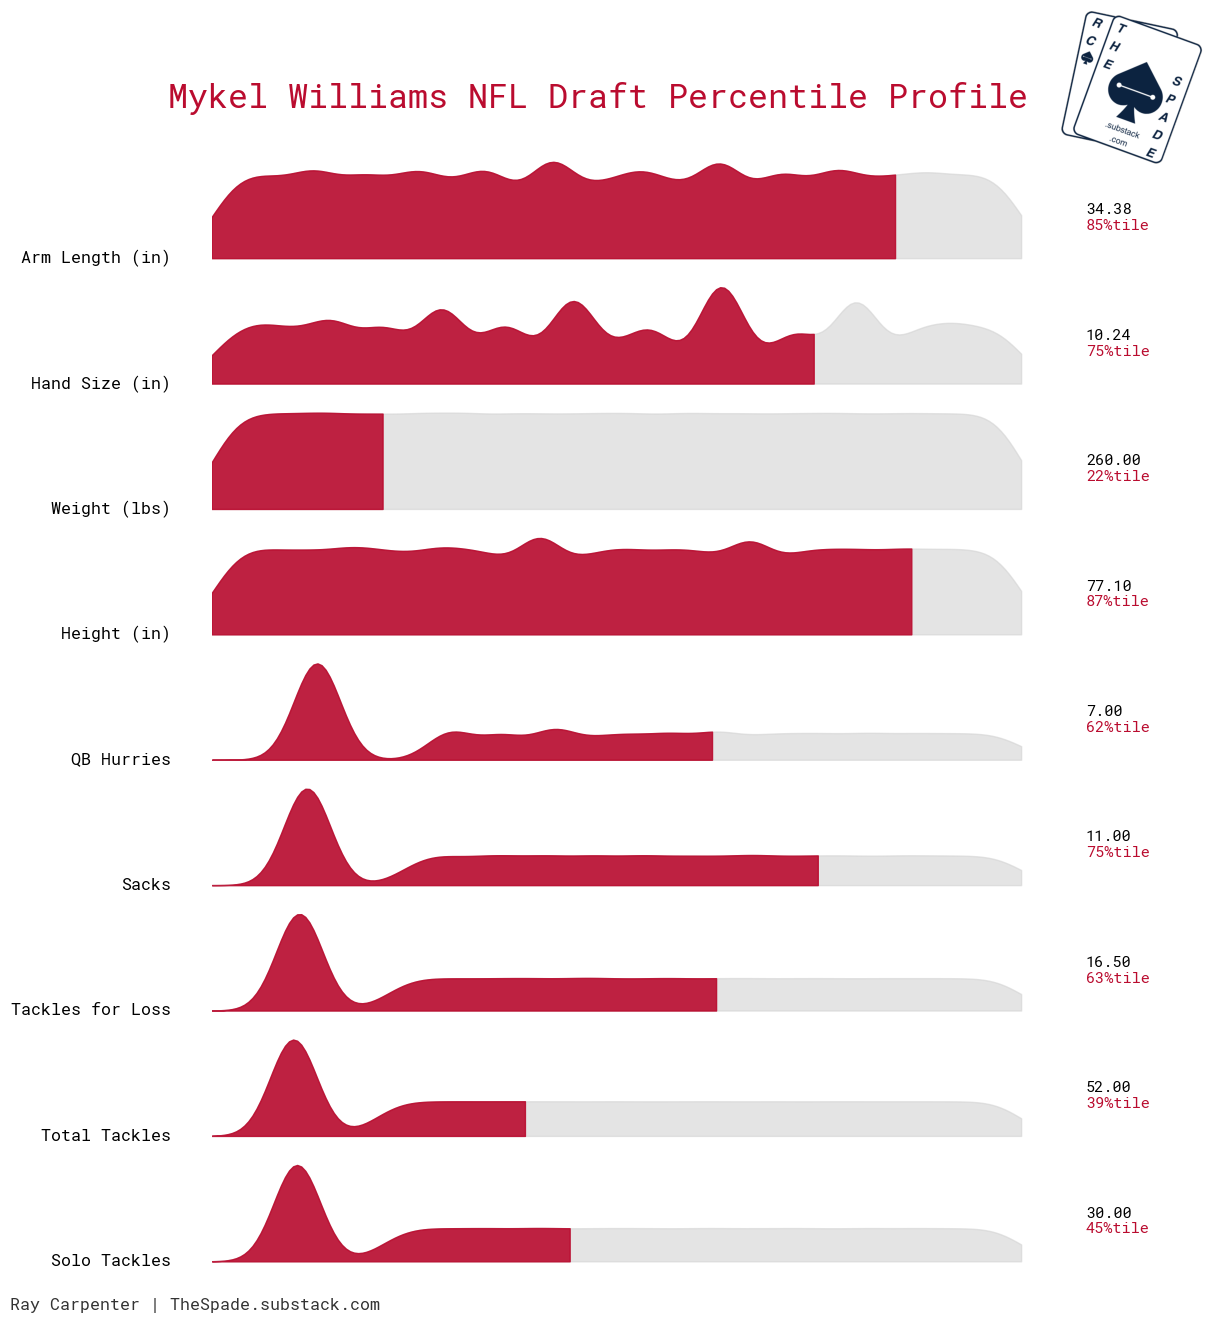 R
C
T
H
E
S
P
A
D
E
.substack
.com
Mykel Williams NFL Draft Percentile Profile
Arm Length (in)
34.38
85%tile
Hand Size (in)
10.24
75%tile
Weight (lbs)
260.00
22%tile
Height (in)
77.10
87%tile
QB Hurries
7.00
62%tile
Sacks
11.00
75%tile
Tackles for Loss
16.50
63%tile
Total Tackles
52.00
39%tile
Solo Tackles
30.00
45%tile
Ray Carpenter | TheSpade.substack.com